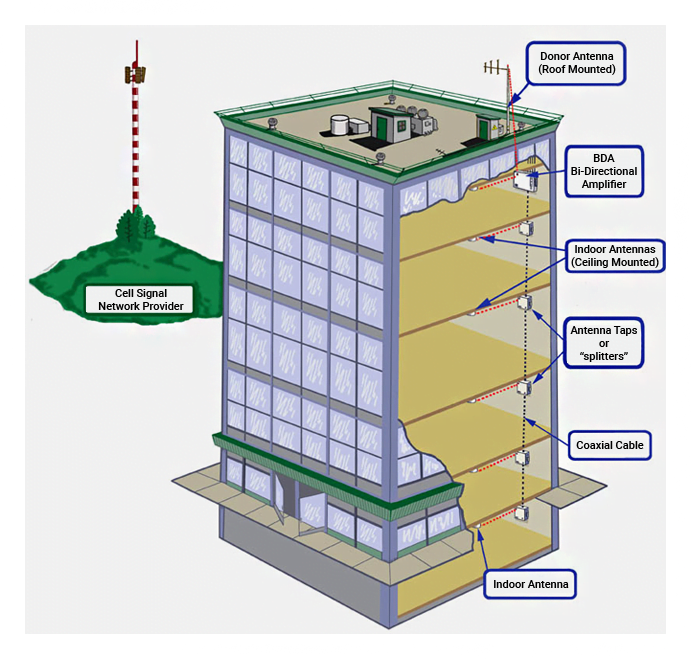 Donor Antenna
(Roof Mounted)
BDA
Bi-Directional
Amplifier
Indoor Antennas
(Ceiling Mounted)
Cell Signal
Network Provider
Antenna Taps
or
“splitters”
Coaxial Cable
Indoor Antenna